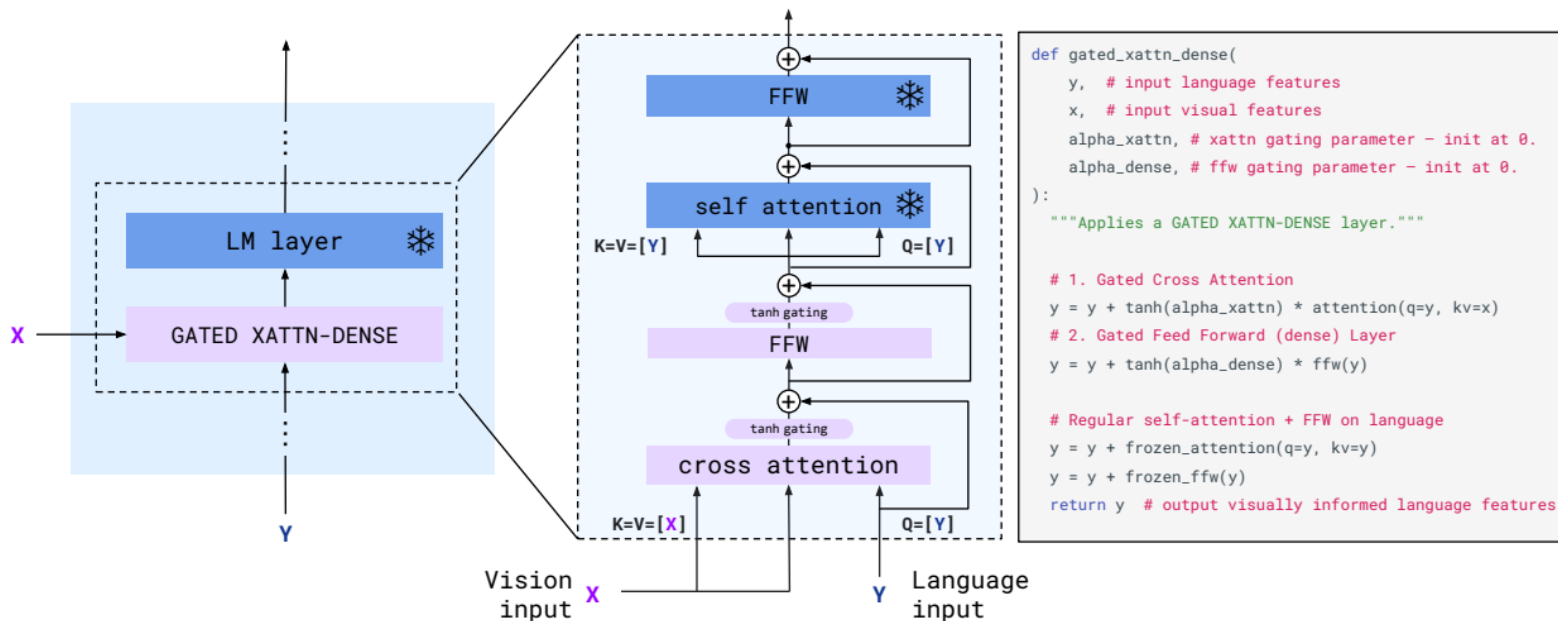 LM layer
GATED XATTN-DENSE
X
Y
FFW
self attention
K=V=[Y]
Q=[Y]
tanh gating
FFW
tanh gating
cross attention
K=V=[X]
Q=[Y]
Vision
input
X
Y
Language
input
def gated_xattn_dense(
y,  # input language features
x,  # input visual features
alpha_xattn, # xattn gating parameter – init at 0.
alpha_dense, # ffw gating parameter – init at 0.
):
"""Applies a GATED XATTN-DENSE layer."""
# 1. Gated Cross Attention
y = y + tanh(alpha_xattn) * attention(q=y, kv=x)
# 2. Gated Feed Forward (dense) Layer
y = y + tanh(alpha_dense) * ffw(y)
# Regular self-attention + FFW on language
y = y + frozen_attention(q=y, kv=y)
y = y + frozen_ffw(y)
return y  # output visually informed language features